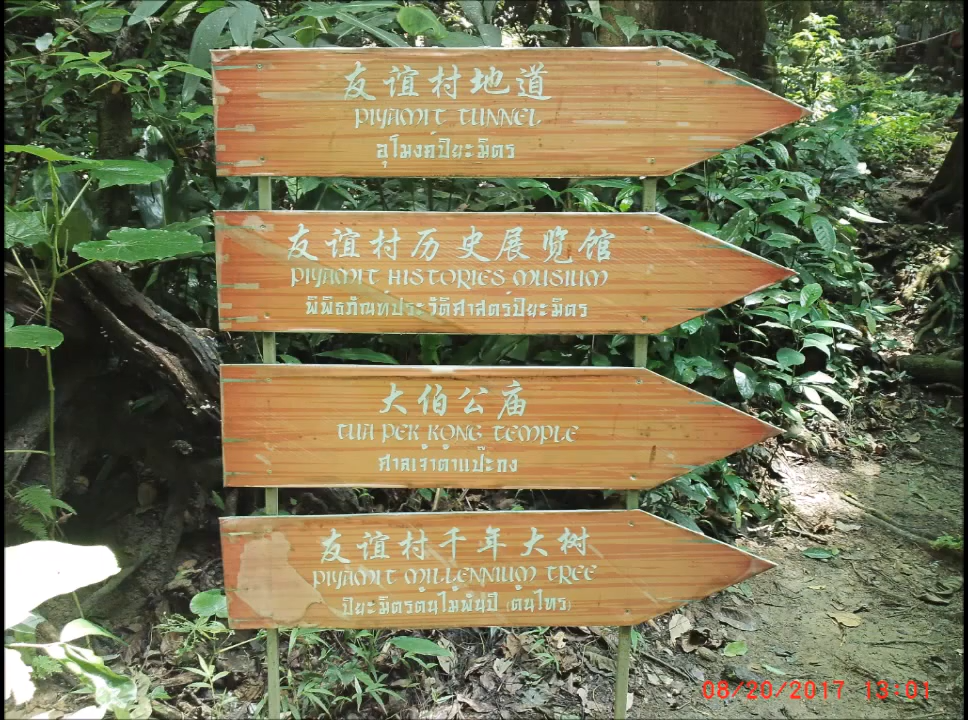 友谊村地道
PIYAMIT TUNNEL
อุโมงค์ปิยะมิตร
友谊村历史展览馆
PIYAMIT HISTORIES MUSIUM
พิพิธภัณฑ์ประวัติศาสตร์ปิยะมิตร
大伯公庙
TUA PEK KONG TEMPLE
ศาลเจ้าตาแป๊ะกง
友谊村千年大树
PIYAMIT MILLENNIUM TREE
ปิยะมิตรต้นไม้พันปี (ต้นไทร)
08/20/2017 13:01